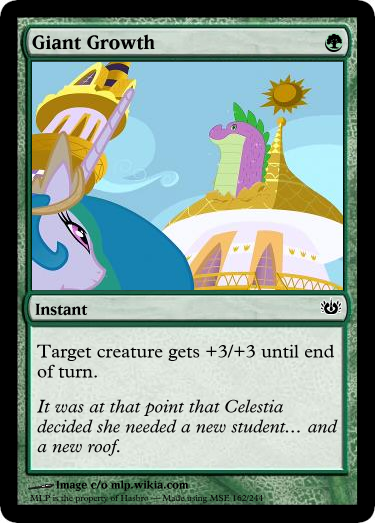 Giant Growth
Instant
Target creature gets +3/+3 until end
of turn.
It was at that point that Celestia
decided she needed a new student… and
a new roof.
Image c/o mlp.wikia.com
MLP is the property of Hasbro — Made using MSE 162/244